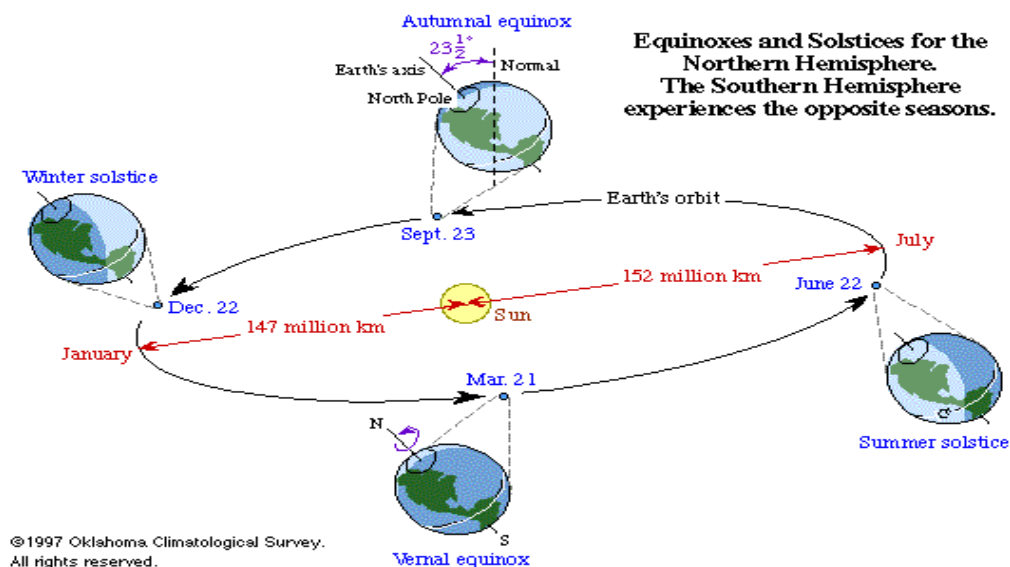 Autumnal equinox
23 1/2°
Normal
Earth's axis
North Pole
Equinoxes and Solstices for the
Northern Hemisphere.
The Southern Hemisphere
experiences the opposite seasons.
Winter solstice
Earth's orbit
Sept. 23
July
152 million km
June 22
Dec. 22
Sun
147 million km
January
Mar. 21
N
Summer solstice
S
Vernal equinox
©1997 Oklahoma Climatological Survey.
All rights reserved.